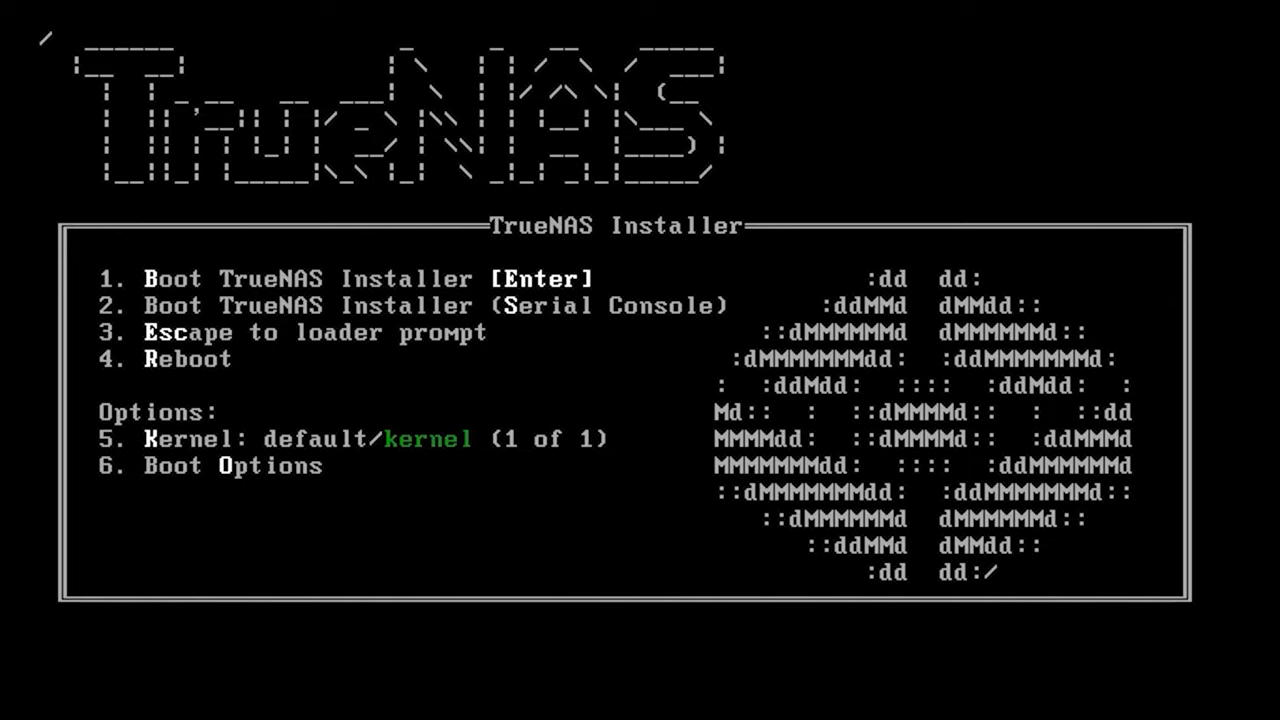 TrueNAS
TrueNAS Installer
1. Boot TrueNAS Installer [Enter]
2. Boot TrueNAS Installer (Serial Console)
3. Escape to loader prompt
4. Reboot
Options:
5. Kernel: default/kernel (1 of 1)
6. Boot Options